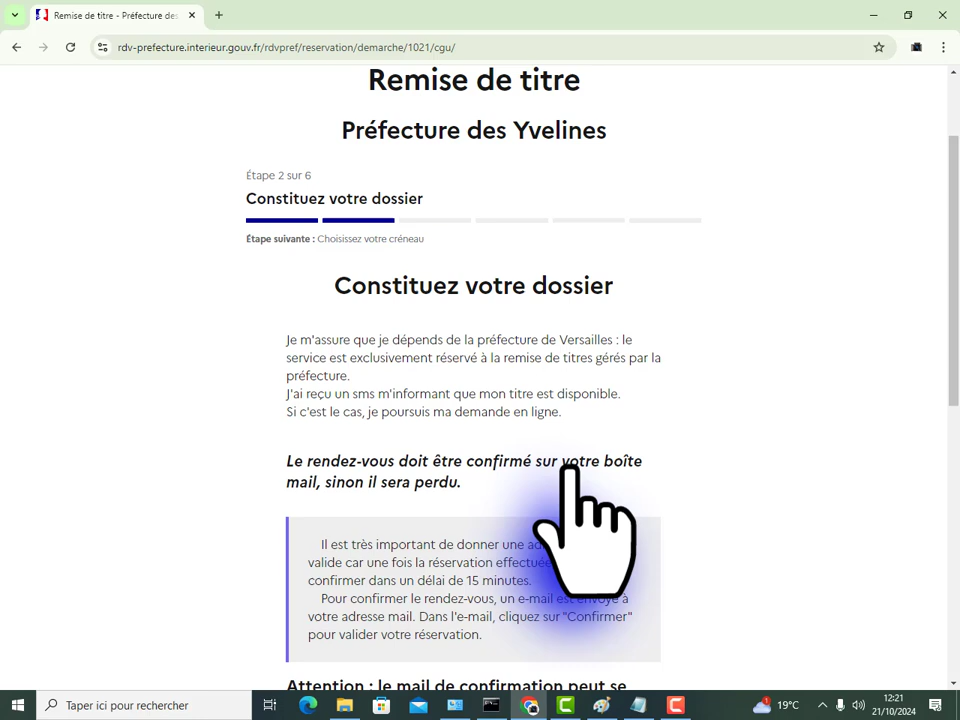 Remise de titre - Préfecture des
rdv-prefecture.interieur.gouv.fr/rdvpref/reservation/demarche/1021/cgu/
Remise de titre
Préfecture des Yvelines
Étape 2 sur 6
Constituez votre dossier
Étape suivante : Choisissez votre créneau
Constituez votre dossier
Je m'assure que je dépends de la préfecture de Versailles : le
service est exclusivement réservé à la remise de titres gérés par la
préfecture.
J'ai reçu un sms m'informant que mon titre est disponible.
Si c'est le cas, je poursuis ma demande en ligne.
Le rendez-vous doit être confirmé sur votre boîte
mail, sinon il sera perdu.
Il est très important de donner une
valide car une fois la réservation effectuée
confirmer dans un délai de 15 minutes.
Pour confirmer le rendez-vous, un e-mail est envoyé à
votre adresse mail. Dans l'e-mail, cliquez sur "Confirmer"
pour valider votre réservation.
Attention : le mail de confirmation peut se
Taper ici pour rechercher
19°C
12:21
21/10/2024